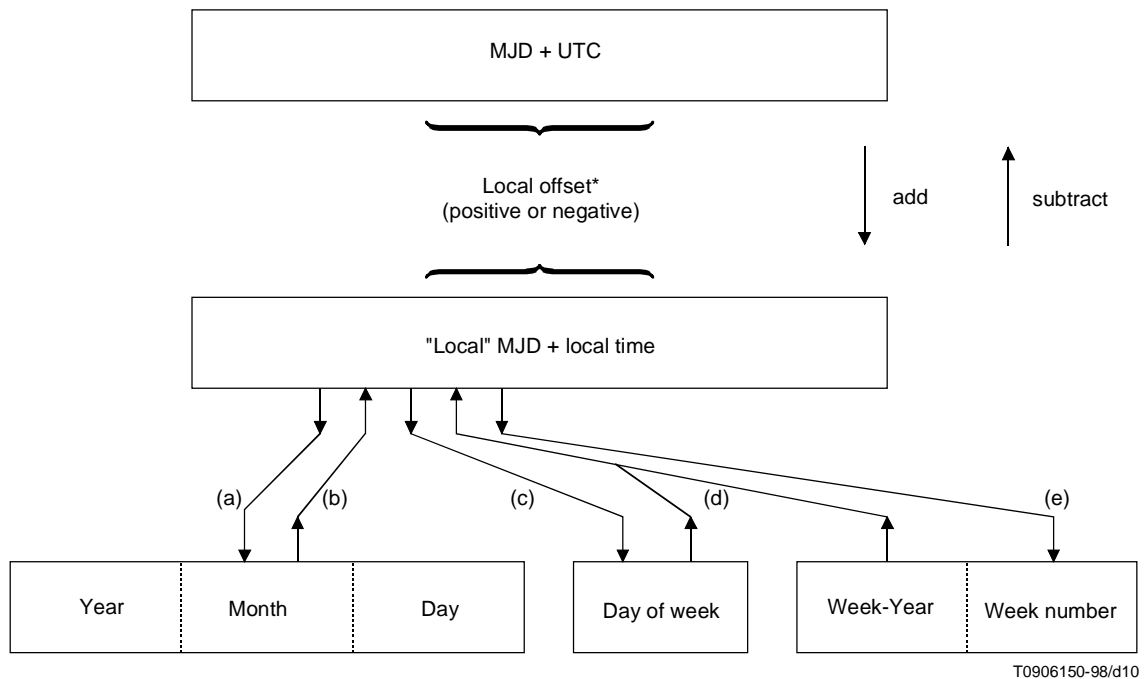 MJD + UTC
Local offset*
(positive or negative)
add
subtract
"Local" MJD + local time
(a)
(b)
(c)
(d)
(e)
Year
Month
Day
Day of week
Week-Year
Week number
T0906150-98/d10